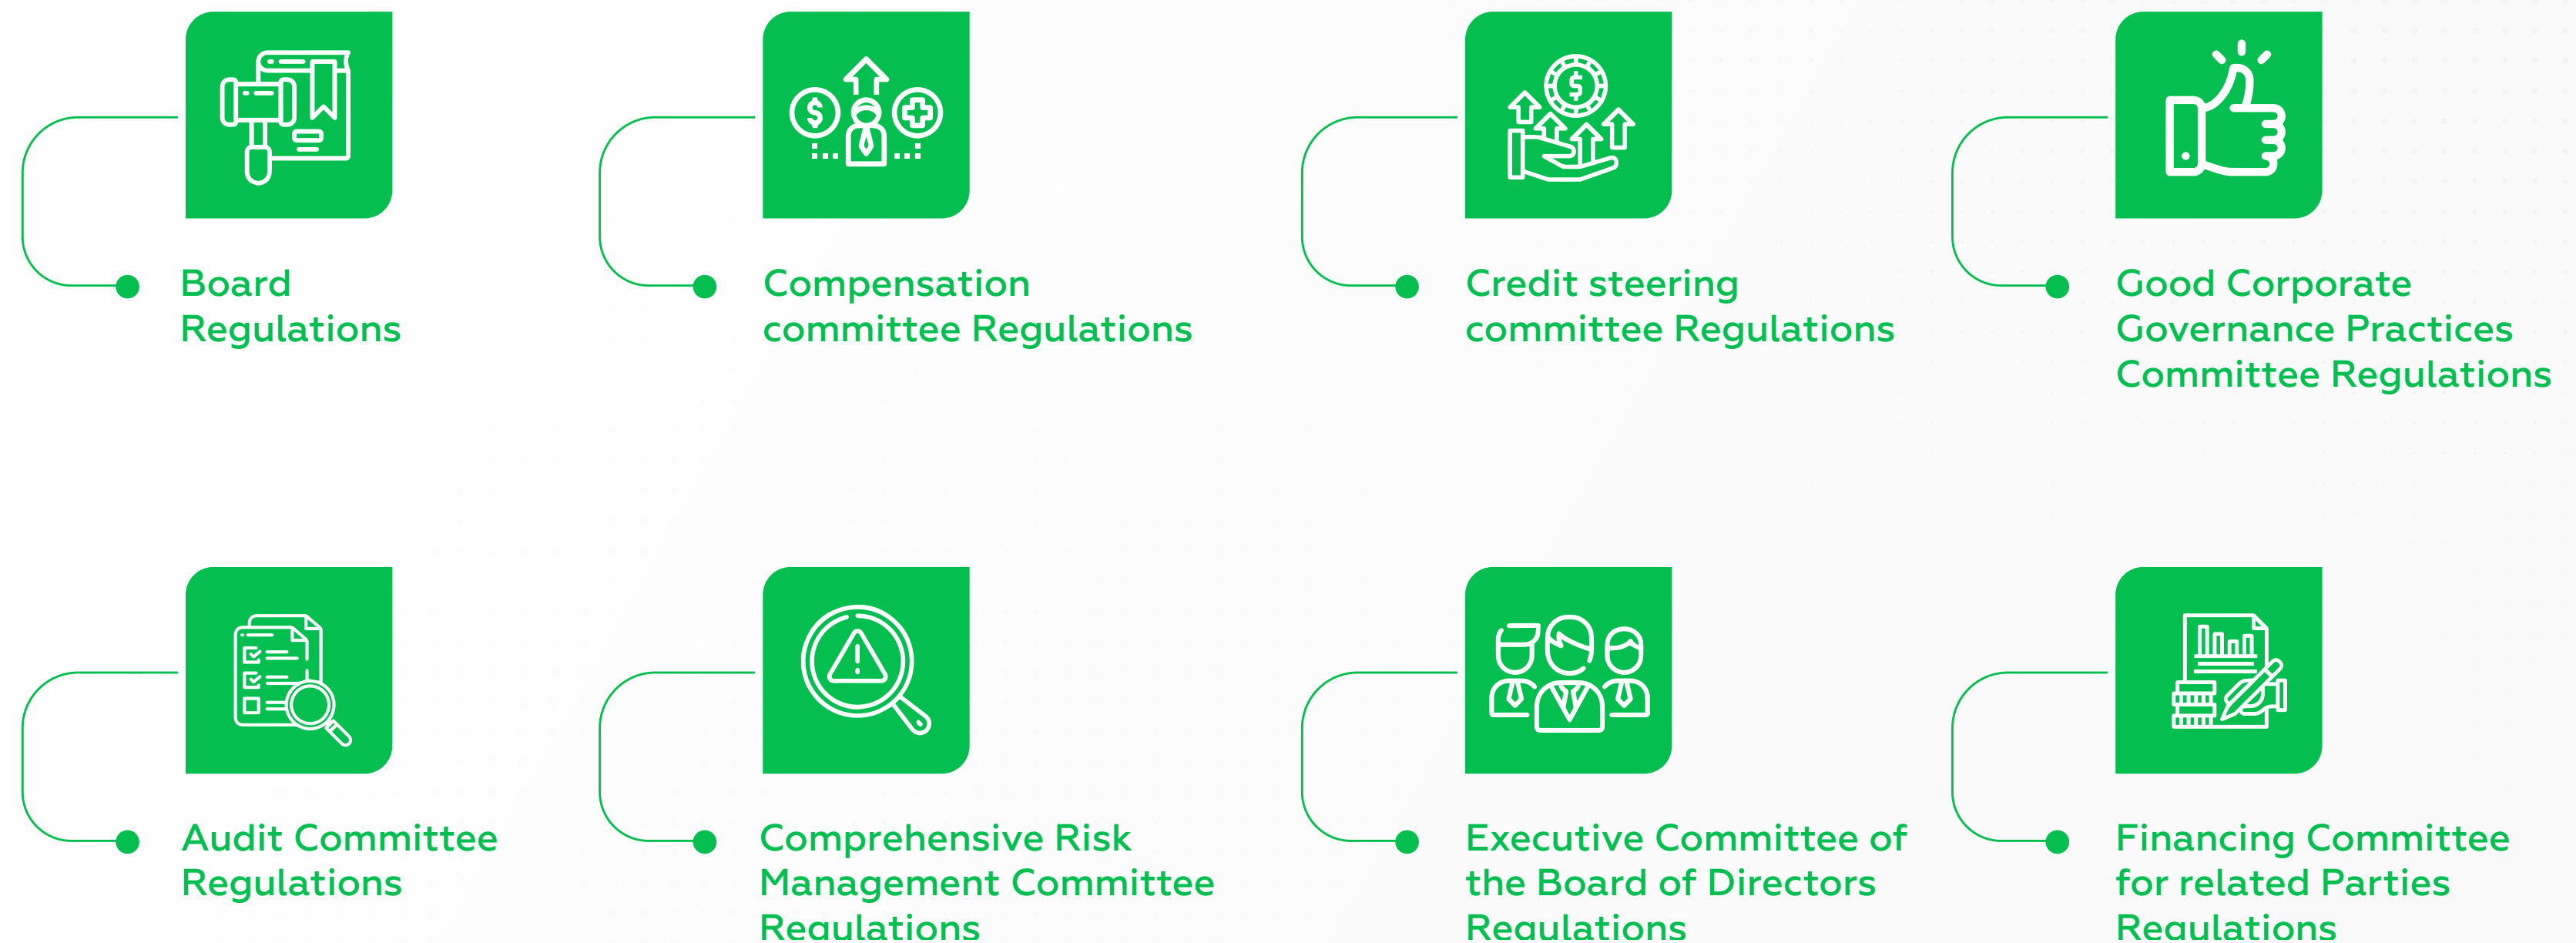 Board
Regulations
Compensation
committee Regulations
Credit steering
committee Regulations
Good Corporate
Governance Practices
Committee Regulations
Audit Committee
Regulations
Comprehensive Risk
Management Committee
Regulations
Executive Committee of
the Board of Directors
Regulations
Financing Committee
for related Parties
Regulations